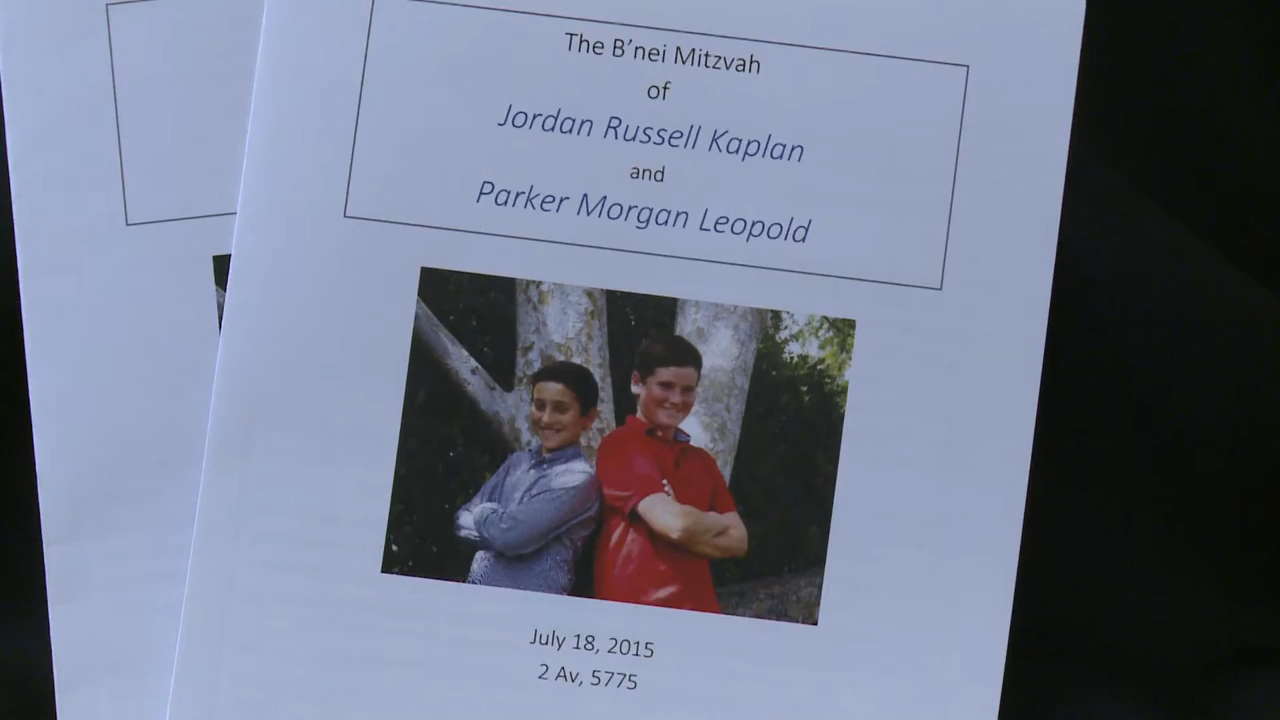 The B’nei Mitzvah
of
Jordan Russell Kaplan
and
Parker Morgan Leopold
July 18, 2015
2 Av, 5775